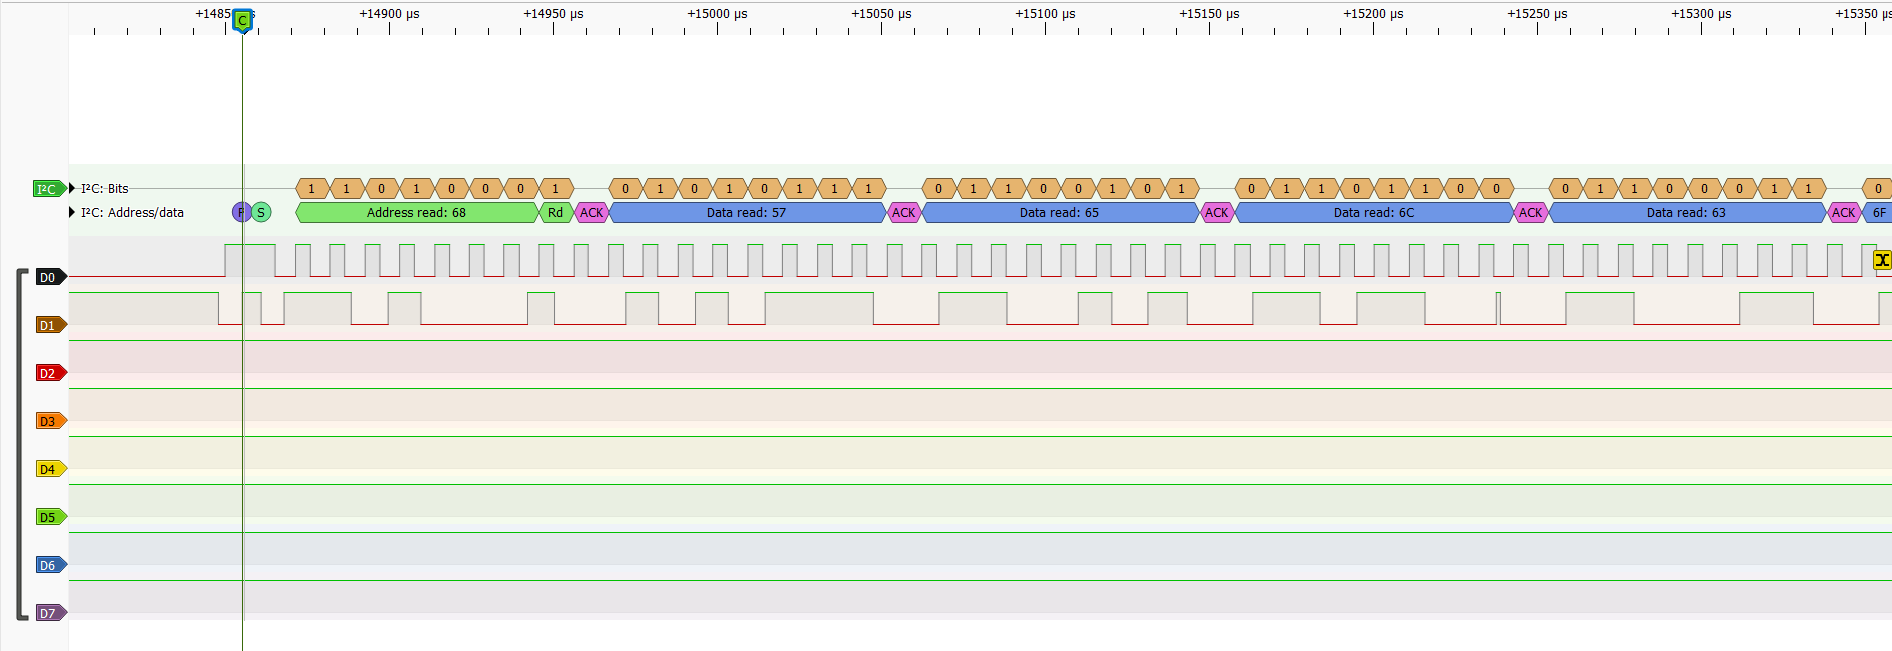 +1485 µs +14900 µs +14950 µs +15000 µs +15050 µs +15100 µs +15150 µs +15200 µs +15250 µs +15300 µs +15350 µs
C
I²C I²C: Bits 1 1 0 1 0 0 0 1 0 1 0 1 0 1 1 1 0 1 1 0 0 1 0 1 0 1 1 0 1 1 0 0 0 1 1 0 0 0 1 1 0
I²C: Address/data P S Address read: 68 Rd ACK Data read: 57 ACK Data read: 65 ACK Data read: 6C ACK Data read: 63 ACK 6F
D0
D1
D2
D3
D4
D5
D6
D7